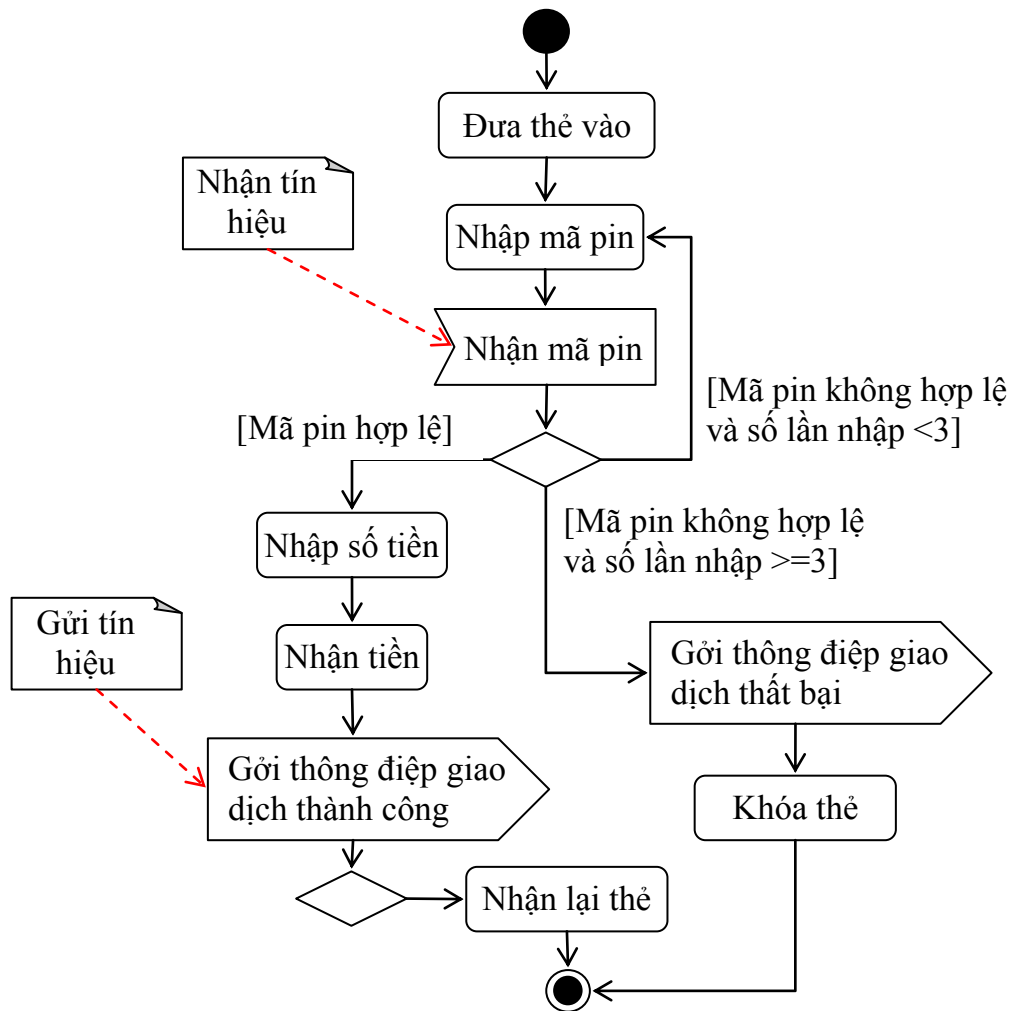 Đưa thẻ vào
Nhận tín
hiệu
Nhập mã pin
Nhận mã pin
[Mã pin không hợp lệ
và số lần nhập <3]
[Mã pin hợp lệ]
[Mã pin không hợp lệ
và số lần nhập >=3]
Nhập số tiền
Gửi tín
hiệu
Nhận tiền
Gởi thông điệp giao
dịch thất bại
Gởi thông điệp giao
dịch thành công
Khóa thẻ
Nhận lại thẻ